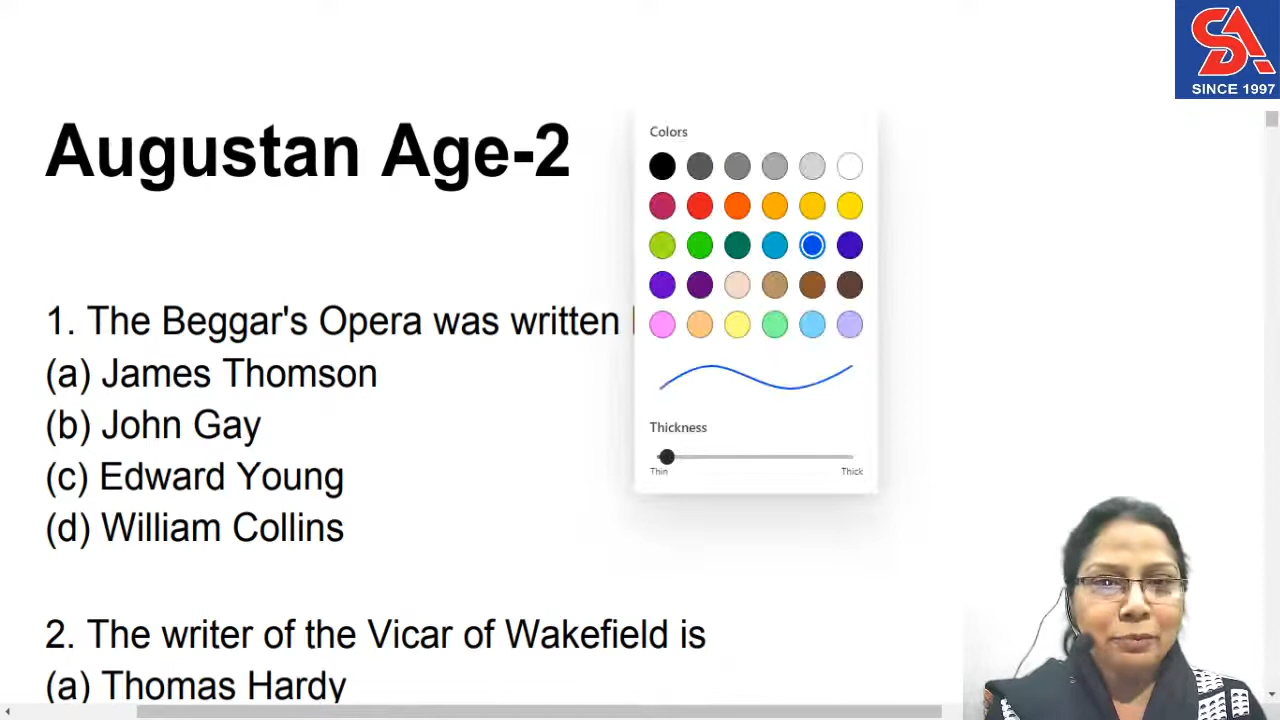 SINCE 1997
Augustan Age-2
Colors
1. The Beggar's Opera was written
(a) James Thomson
(b) John Gay
(c) Edward Young
(d) William Collins
Thickness
Thin
Thick
2. The writer of the Vicar of Wakefield is
(a) Thomas Hardy